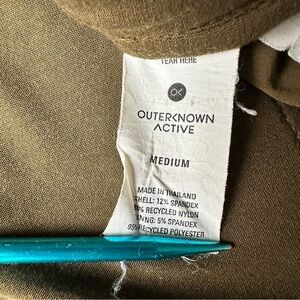 TEAR HERE
OK
OUTERKNOWN
ACTIVE
MEDIUM
MADE IN THAILAND
SHELL: 12% SPANDEX
RECYCLED NYLON
5% SPANDEX
RECYCLED POLYESTER